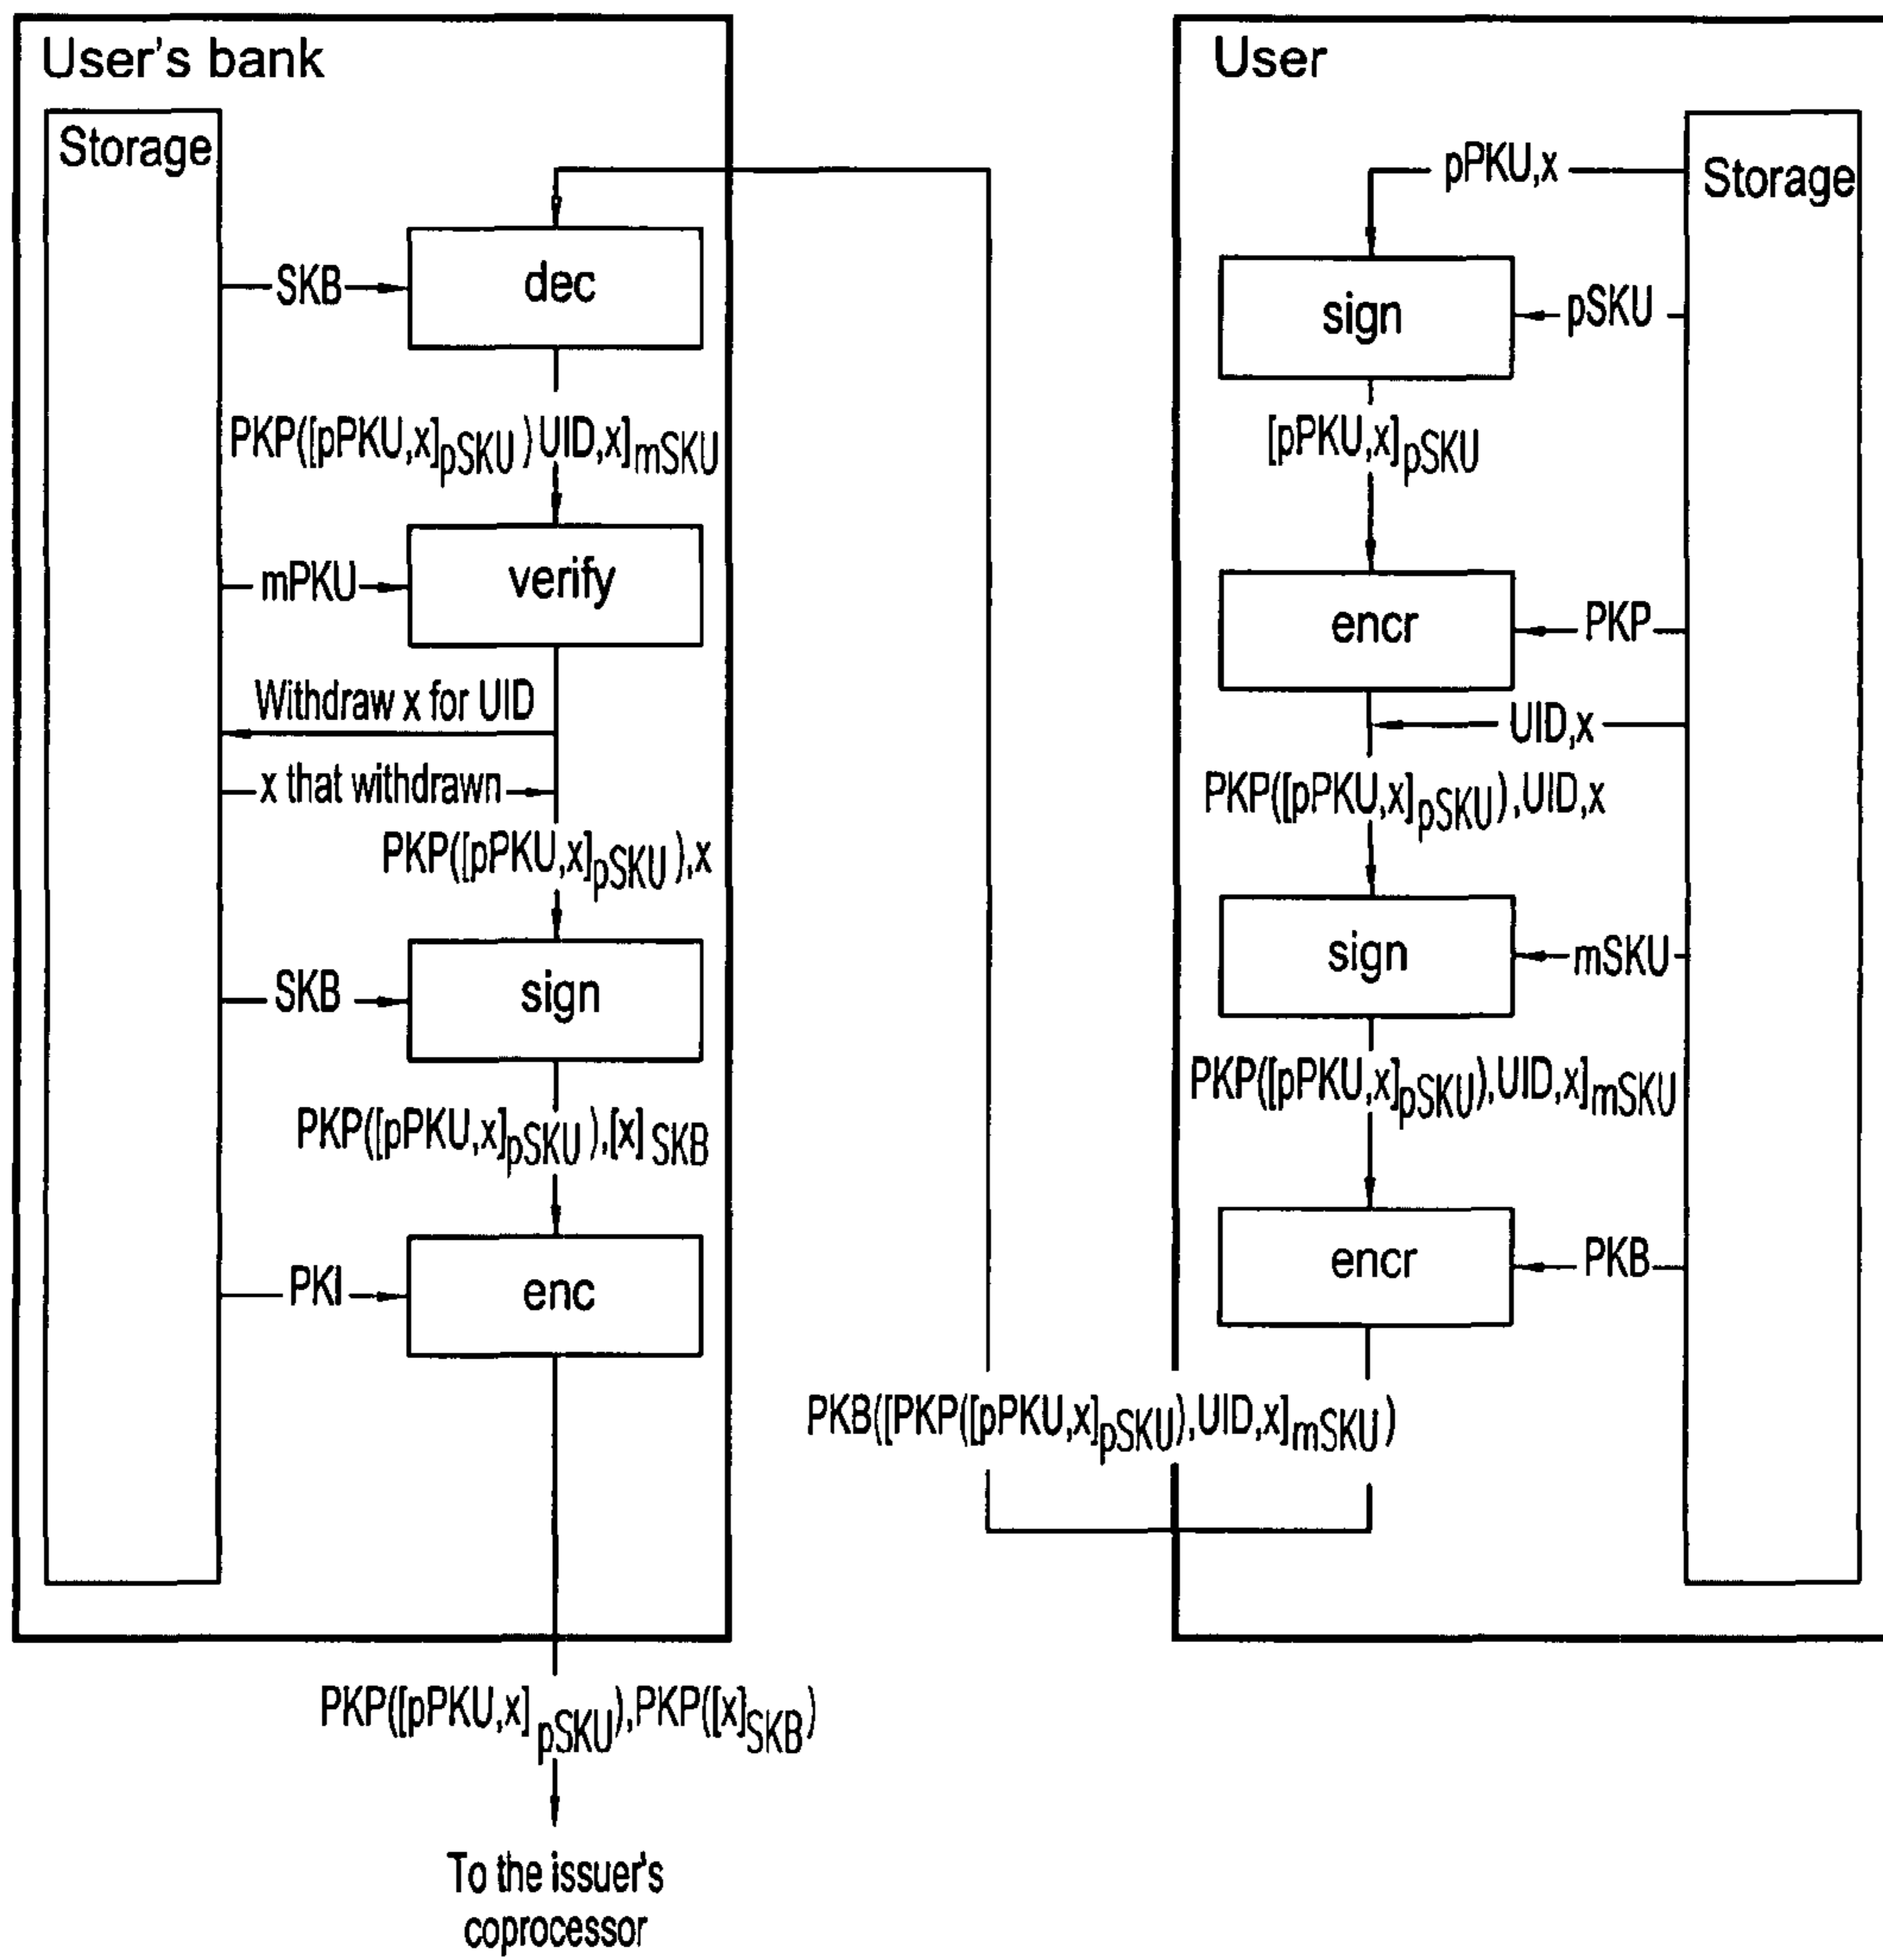 User's bank
Storage
SKB
dec
PKP([pPKU,x]pSKU)UID,x]mSKU
mPKU
verify
Withdraw x for UID
x that withdrawn
PKP([pPKU,x]pSKU),x
SKB
sign
PKP([pPKU,x]pSKU),[x]SKB
PKI
enc
PKP([pPKU,x]pSKU),PKP([x]SKB)
To the issuer's
coprocessor
User
Storage
pPKU,x
sign
pSKU
[pPKU,x]pSKU
encr
PKP
UID,x
PKP([pPKU,x]pSKU),UID,x
sign
mSKU
PKP([pPKU,x]pSKU),UID,x]mSKU
encr
PKB
PKB([PKP([pPKU,x]pSKU),UID,x]mSKU)